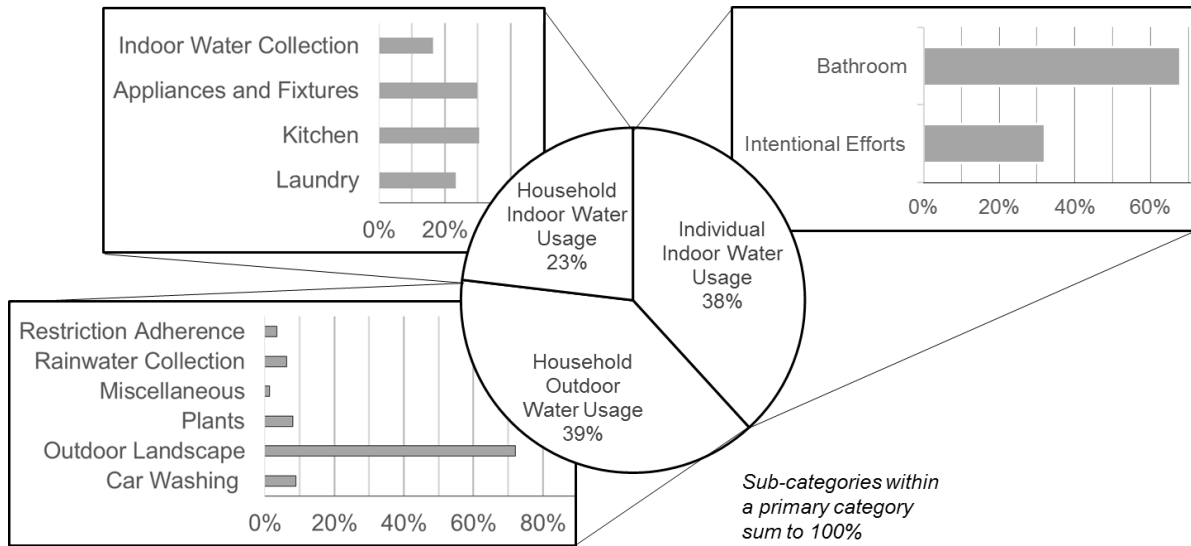 Indoor Water Collection
Appliances and Fixtures
Kitchen
Laundry
0% 20%
Bathroom
Intentional Efforts
0% 20% 40% 60%
Household
Indoor Water
Usage
23%
Individual
Indoor Water
Usage
38%
Household
Outdoor
Water Usage
39%
Restriction Adherence
Rainwater Collection
Miscellaneous
Plants
Outdoor Landscape
Car Washing
0% 20% 40% 60% 80%
Sub-categories within
a primary category
sum to 100%